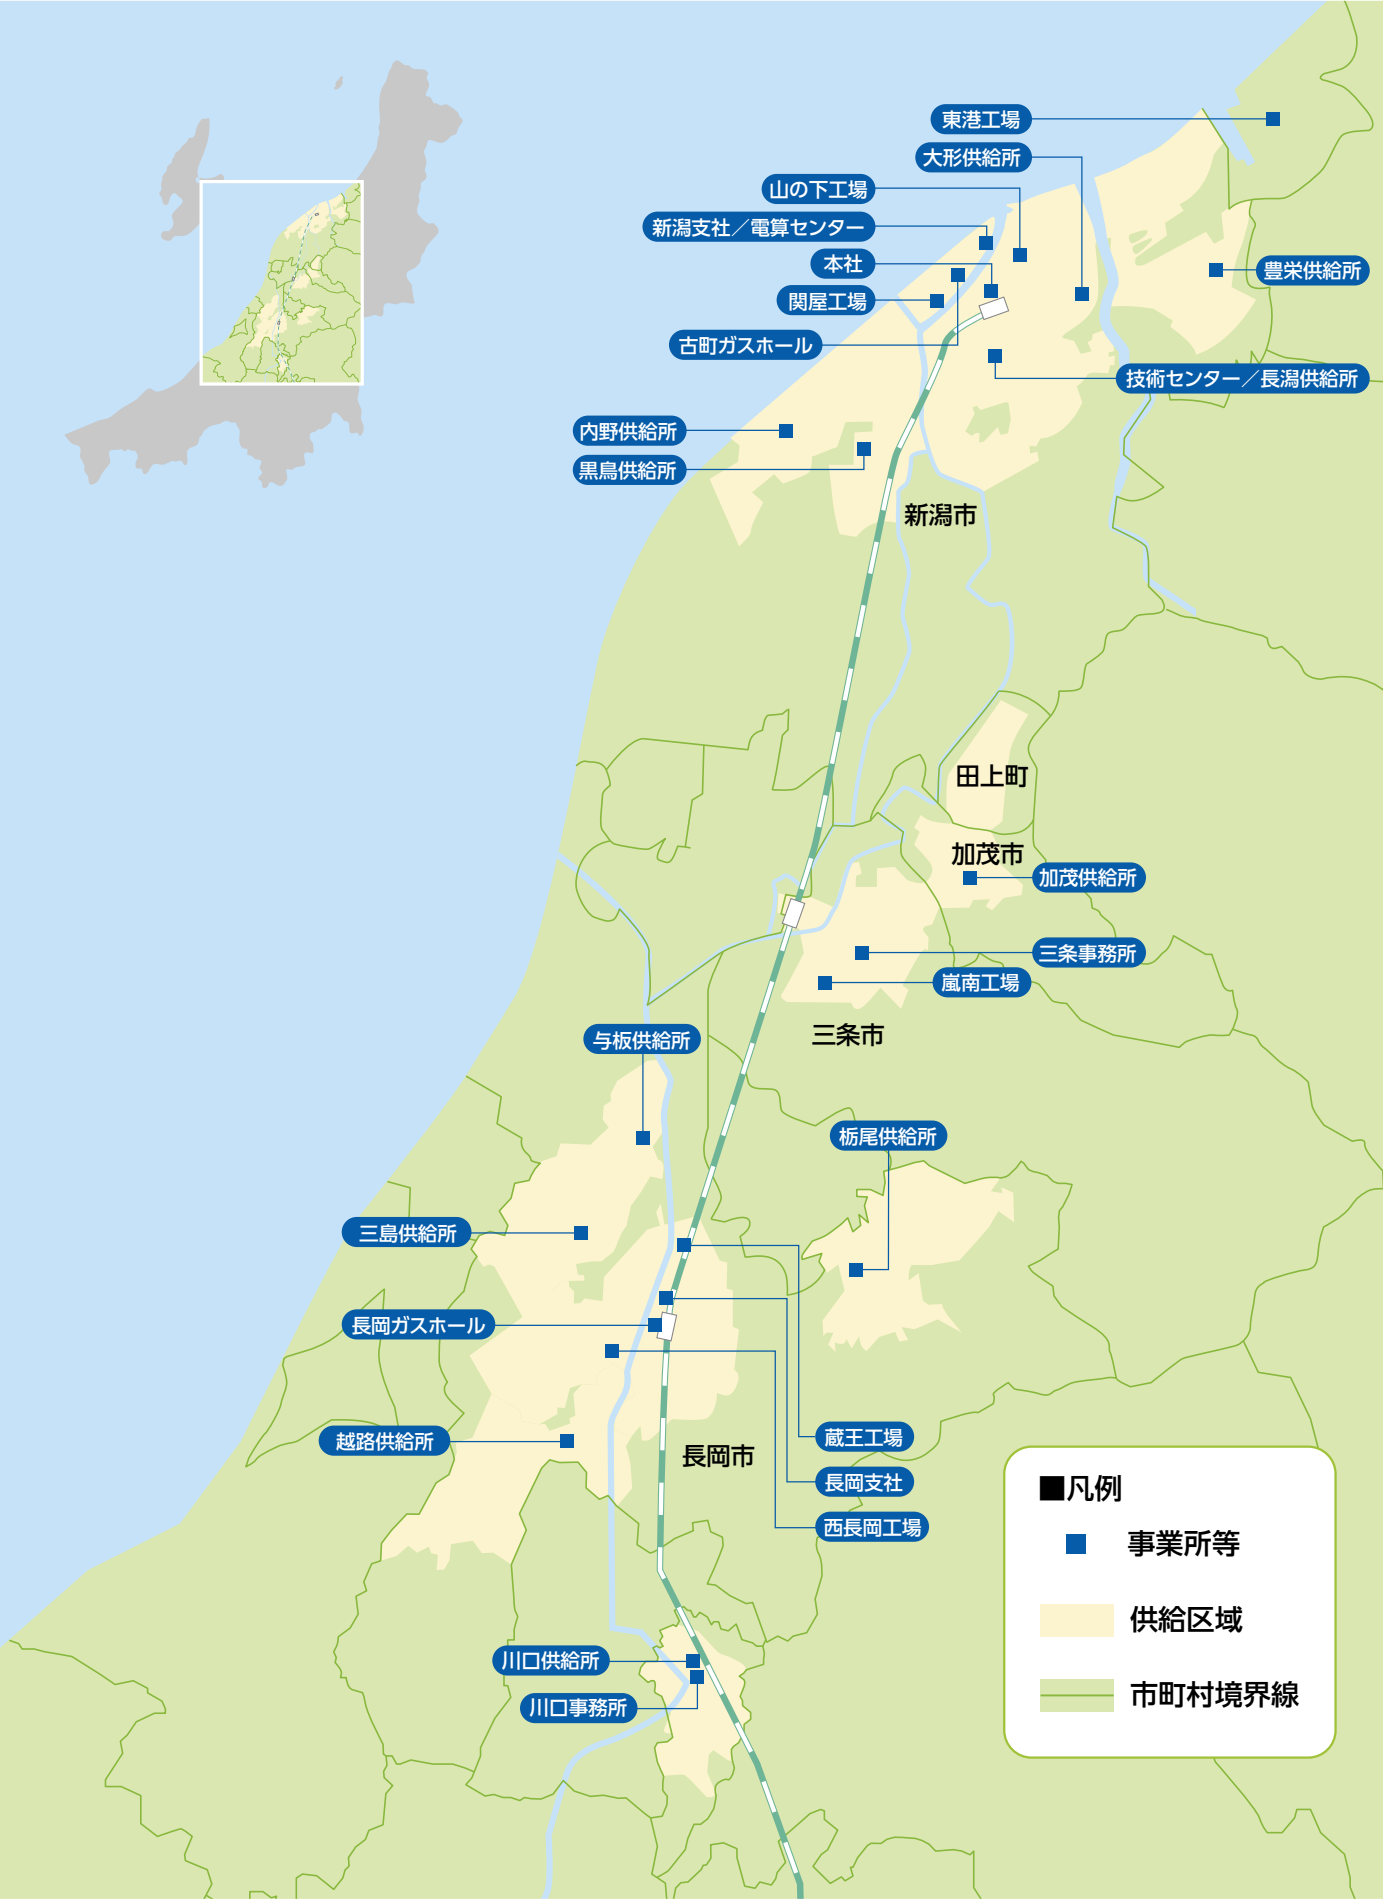 東港工場
大形供給所
山の下工場
新潟支社／電算センター
本社
豊栄供給所
関屋工場
古町ガスホール
技術センター／長潟供給所
内野供給所
黒鳥供給所
新潟市
田上町
加茂市
加茂供給所
三条事務所
嵐南工場
三条市
与板供給所
栃尾供給所
三島供給所
長岡ガスホール
蔵王工場
越路供給所
長岡市
長岡支社
西長岡工場
川口供給所
川口事務所
■凡例
事業所等
供給区域
市町村境界線